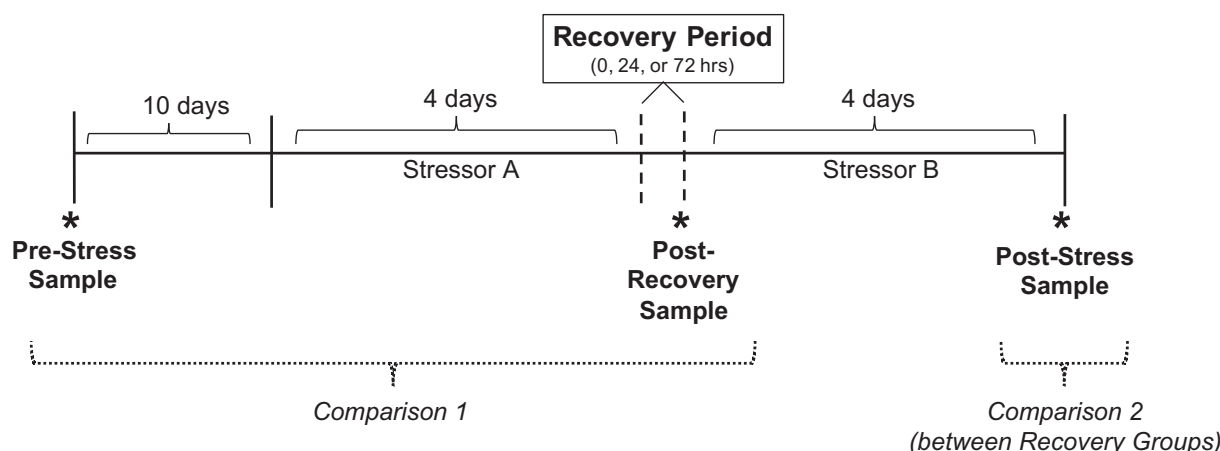 Recovery Period
(0, 24, or 72 hrs)
10 days
4 days
4 days
Stressor A
Stressor B
*
*
*
Pre-Stress
Sample
Post-
Recovery
Sample
Post-Stress
Sample
Comparison 1
Comparison 2
(between Recovery Groups)